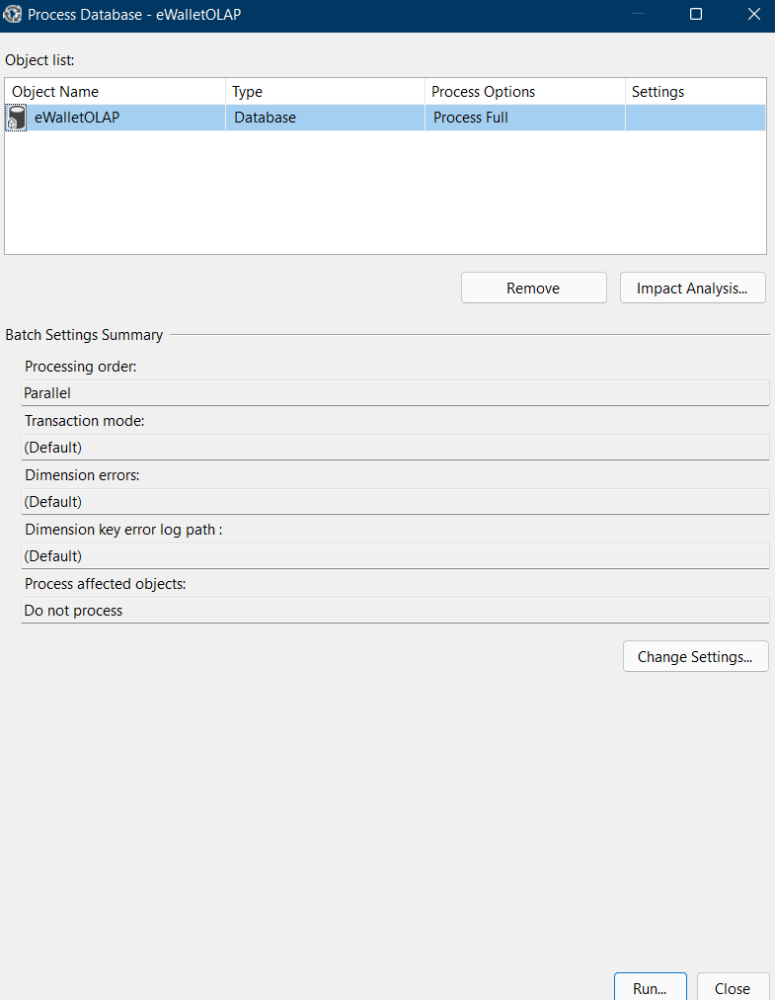 Process Database - eWalletOLAP
Object list:
Object Name Type Process Options Settings
eWalletOLAP Database Process Full
Remove Impact Analysis...
Batch Settings Summary
Processing order:
Parallel
Transaction mode:
(Default)
Dimension errors:
(Default)
Dimension key error log path :
(Default)
Process affected objects:
Do not process
Change Settings...
Run... Close